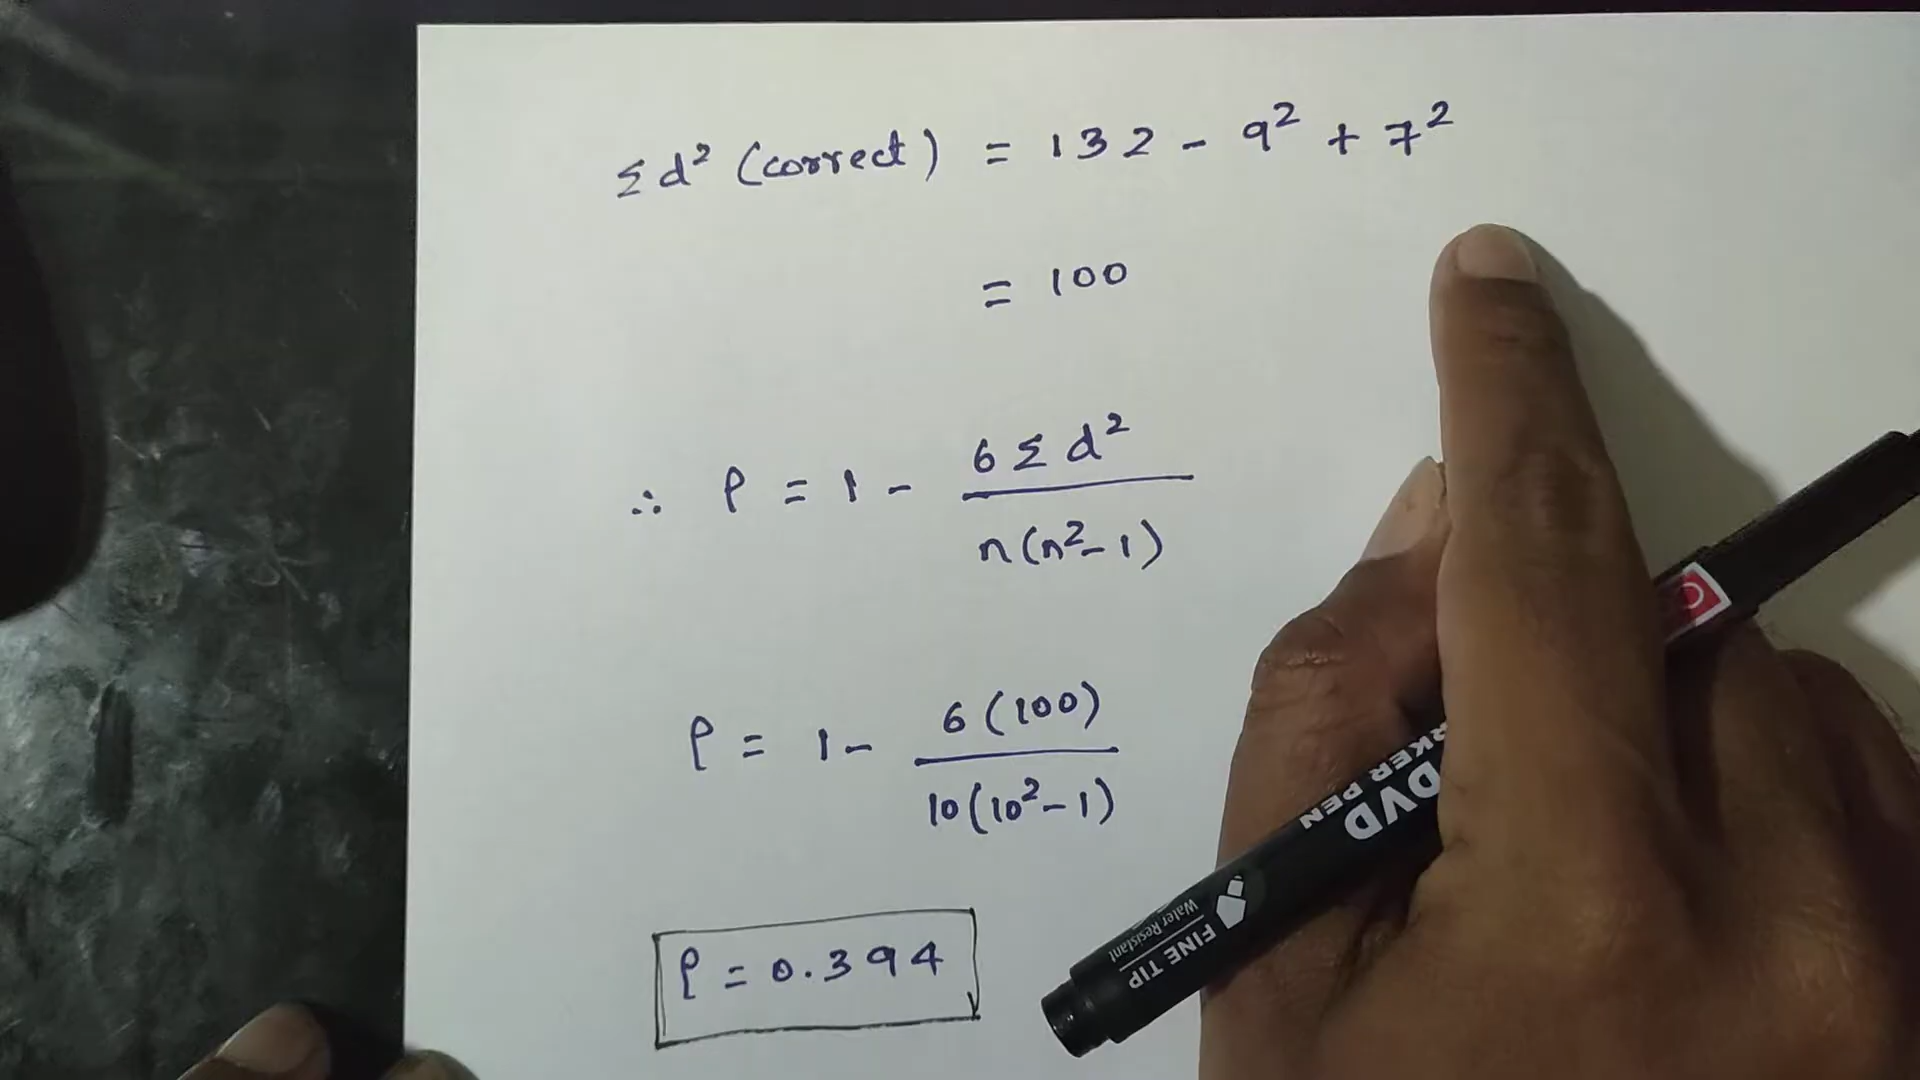 Σd² (correct) = 132 - 9² + 7²
= 100
∴ ρ = 1 - 6Σd² / n(n²-1)
ρ = 1 - 6(100) / 10(10²-1)
ρ = 0.394
DVD
RKER PEN
FINE TIP
Water Resistant